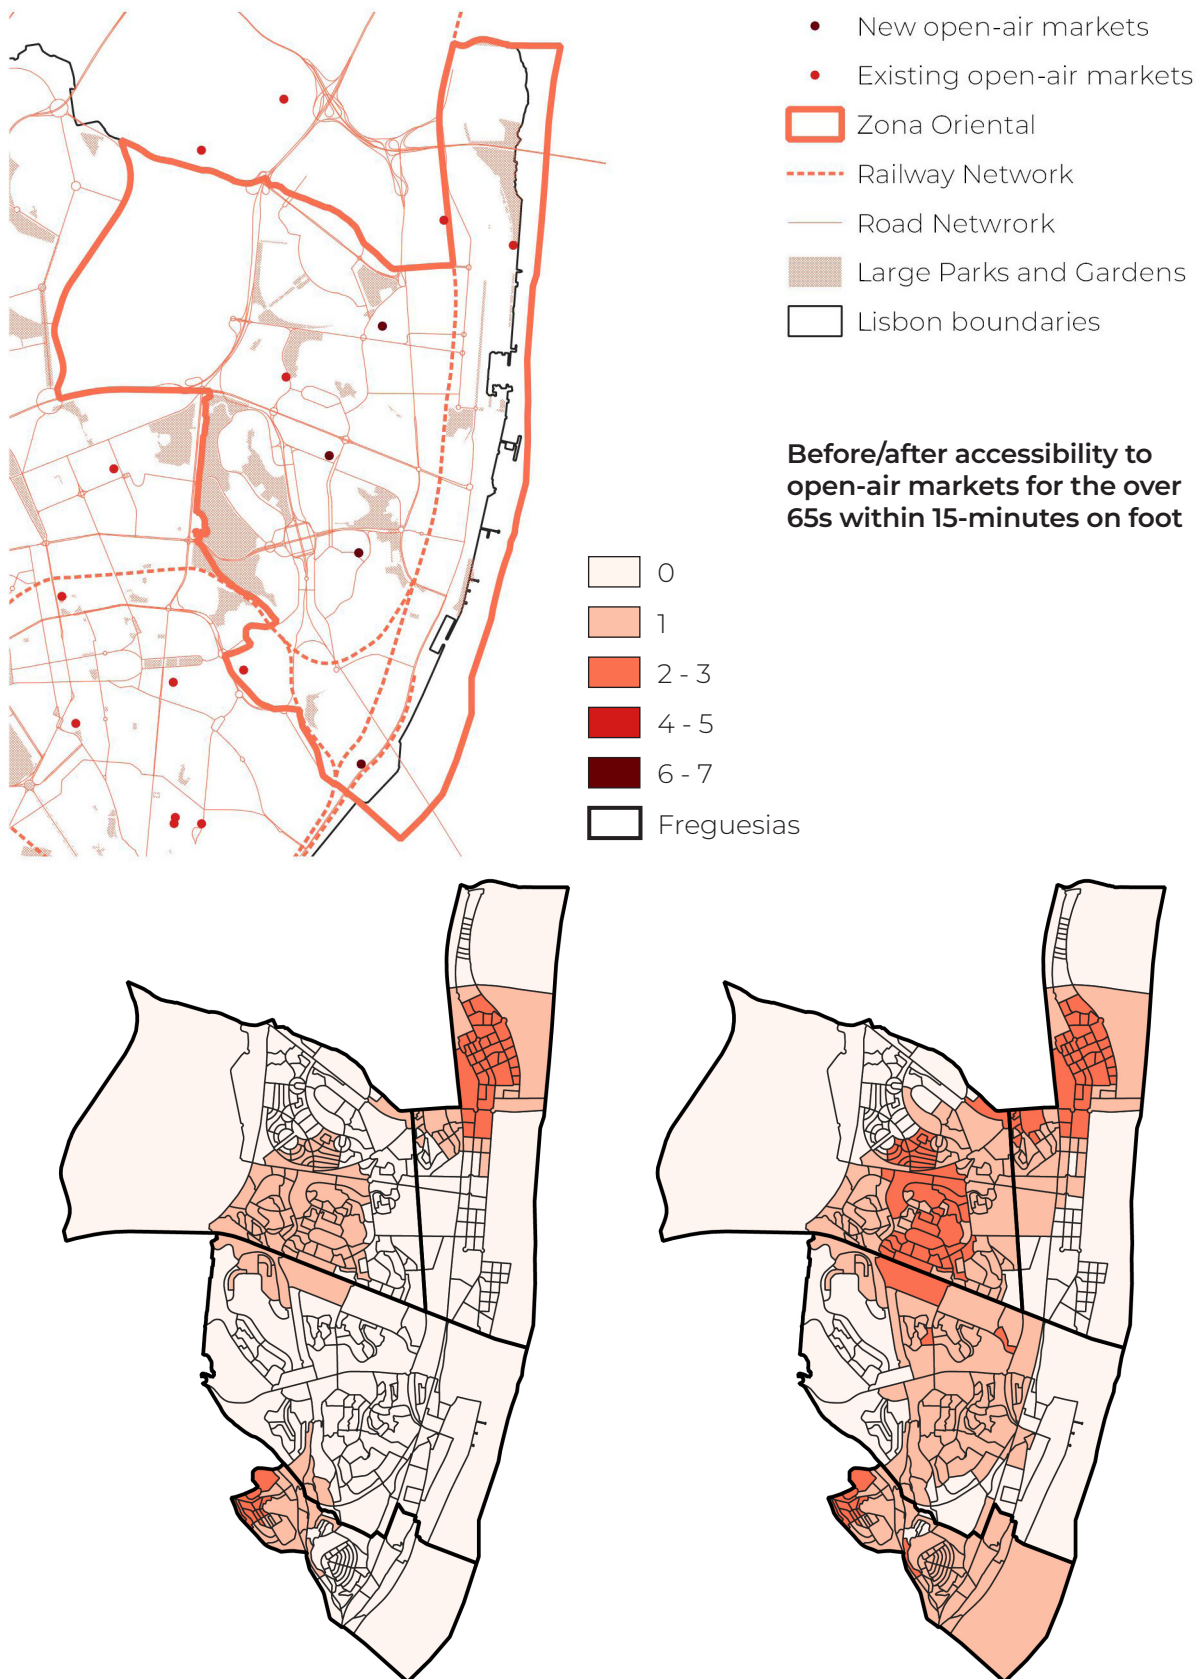 New open-air markets
Existing open-air markets
Zona Oriental
Railway Network
Road Netwrork
Large Parks and Gardens
Lisbon boundaries
Before/after accessibility to
open-air markets for the over
65s within 15-minutes on foot
0
1
2 - 3
4 - 5
6 - 7
Freguesias